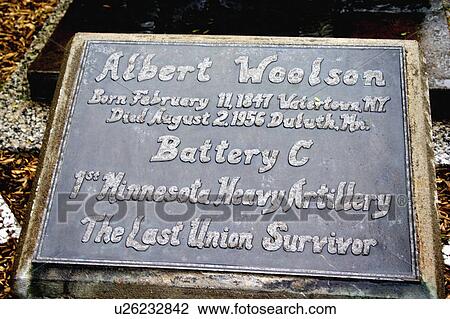 Albert Woolson
Born February 11, 1847 Watertown, NY
Died August 2, 1956 Duluth, Mn.
Battery C
1st Minnesota Heavy Artillery
FOTOSEARCH
The Last Union Survivor
u26232842 www.fotosearch.com